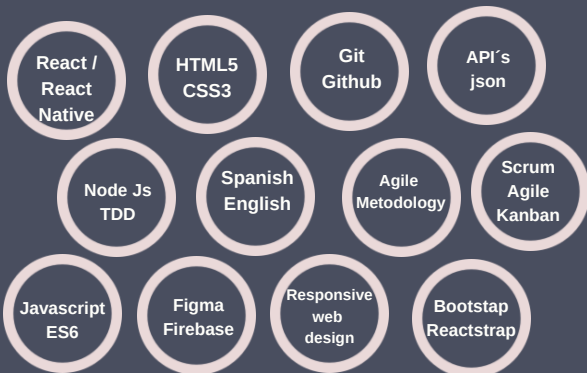 React /
React
Native
HTML5
CSS3
Git
Github
API´s
json
Node Js
TDD
Spanish
English
Agile
Metodology
Scrum
Agile
Kanban
Javascript
ES6
Figma
Firebase
Responsive
web
design
Bootstap
Reactstrap